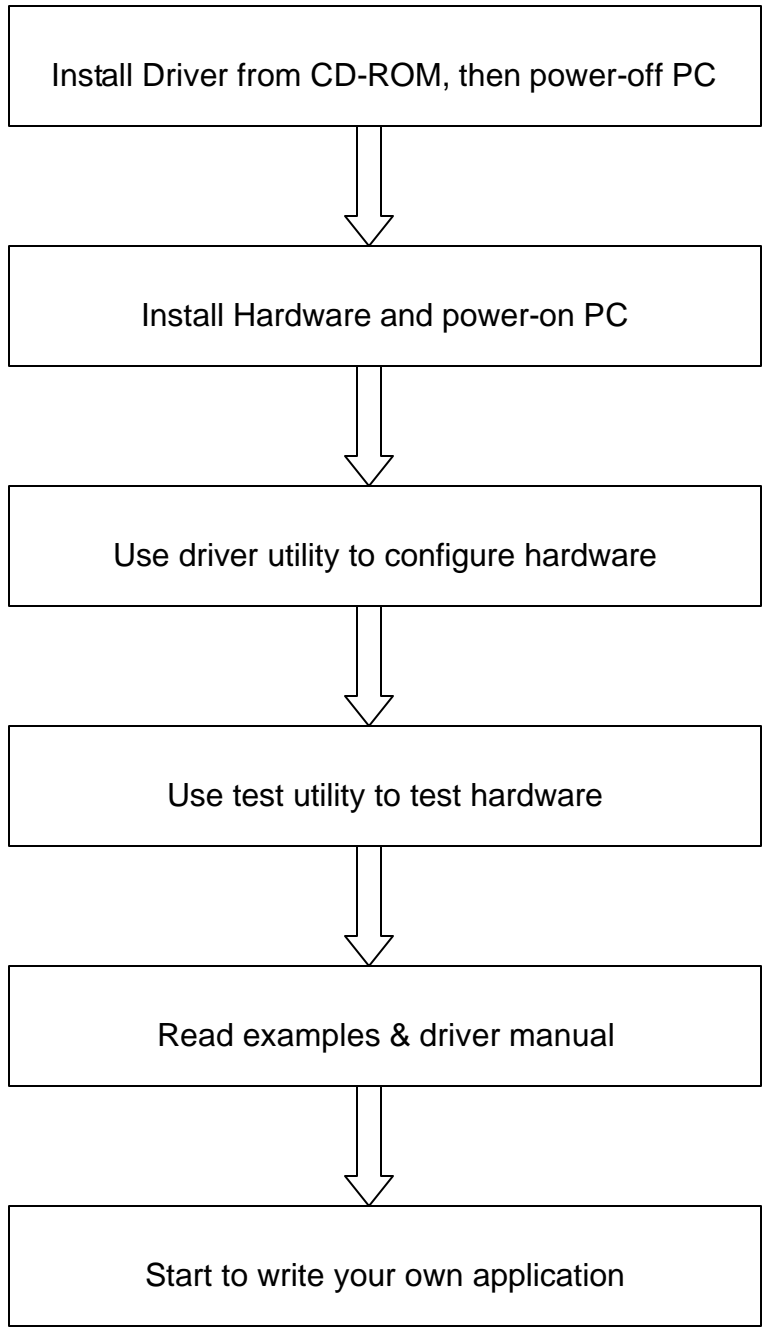 Install Driver from CD-ROM, then power-off PC
Install Hardware and power-on PC
Use driver utility to configure hardware
Use test utility to test hardware
Read examples & driver manual
Start to write your own application